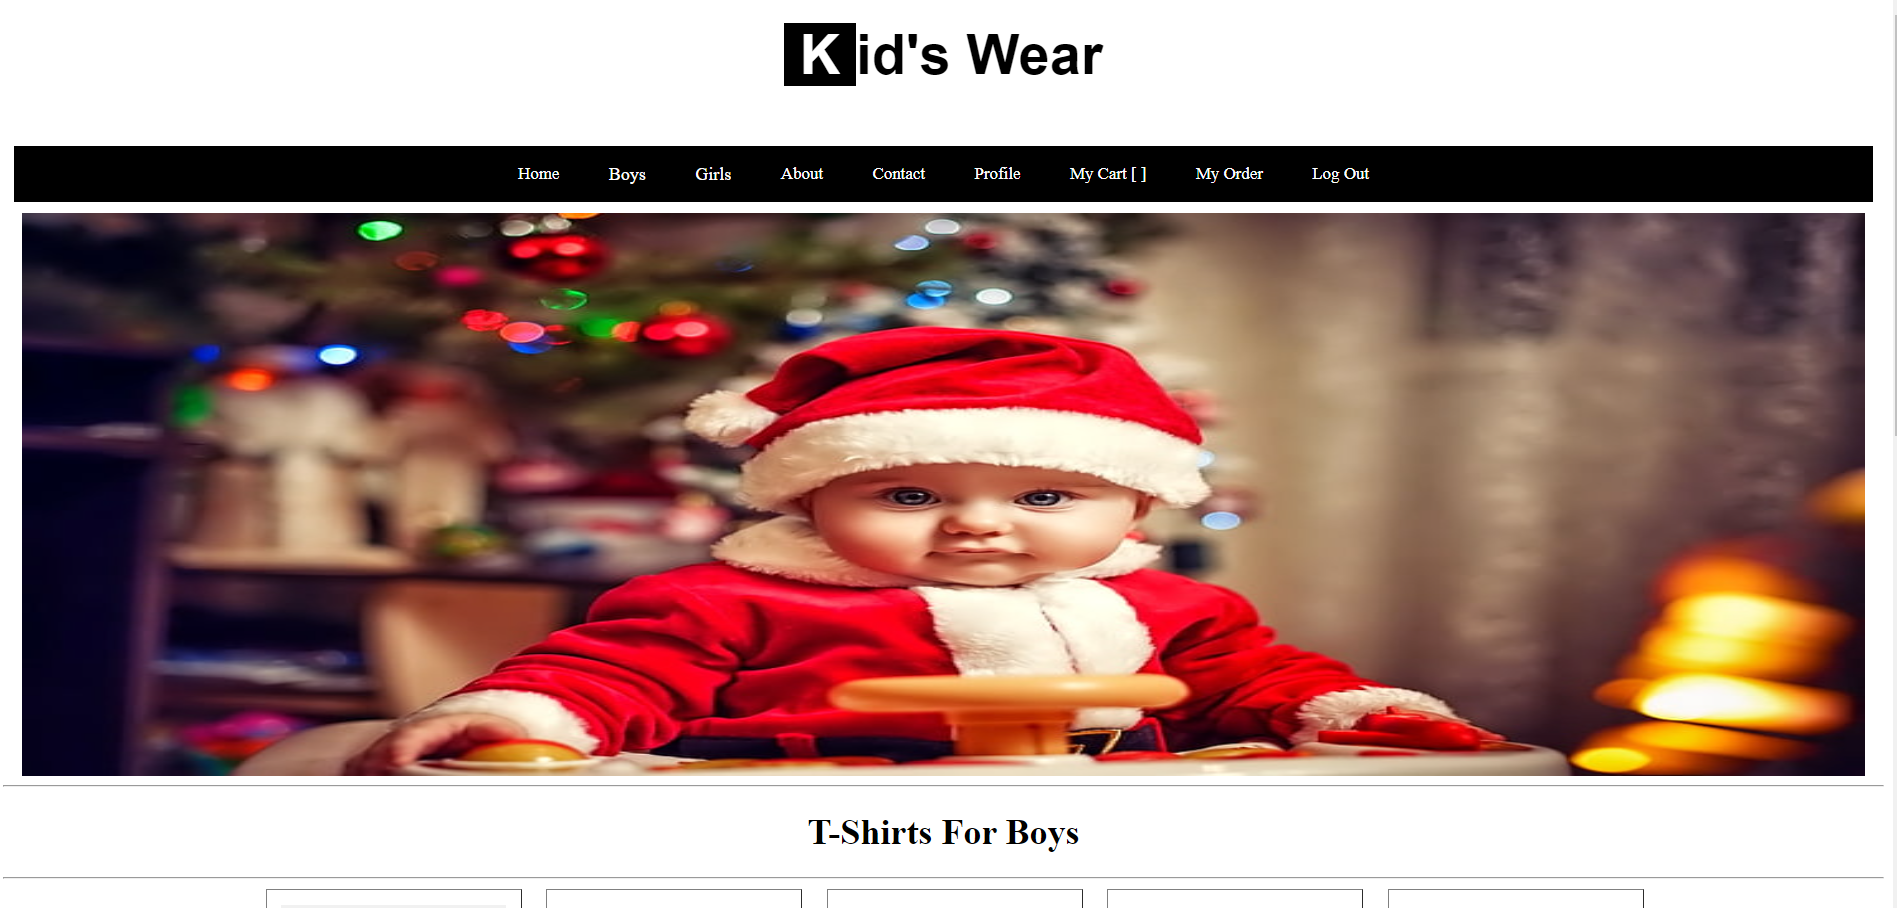 Kid's Wear
Home Boys Girls About Contact Profile My Cart [ ] My Order Log Out
T-Shirts For Boys